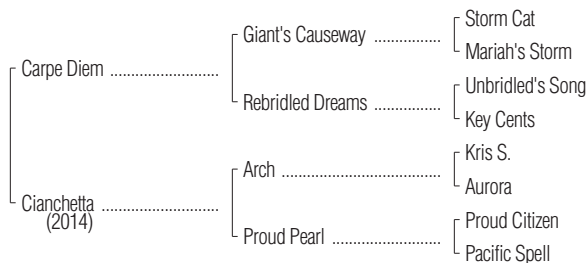 Storm Cat
Giant's Causeway ................
Mariah's Storm
Carpe Diem ..........................
Unbridled's Song
Rebridled Dreams ................
Key Cents
Kris S.
Arch ......................................
Aurora
Cianchetta ............................
(2014)
Proud Citizen
Proud Pearl ..........................
Pacific Spell